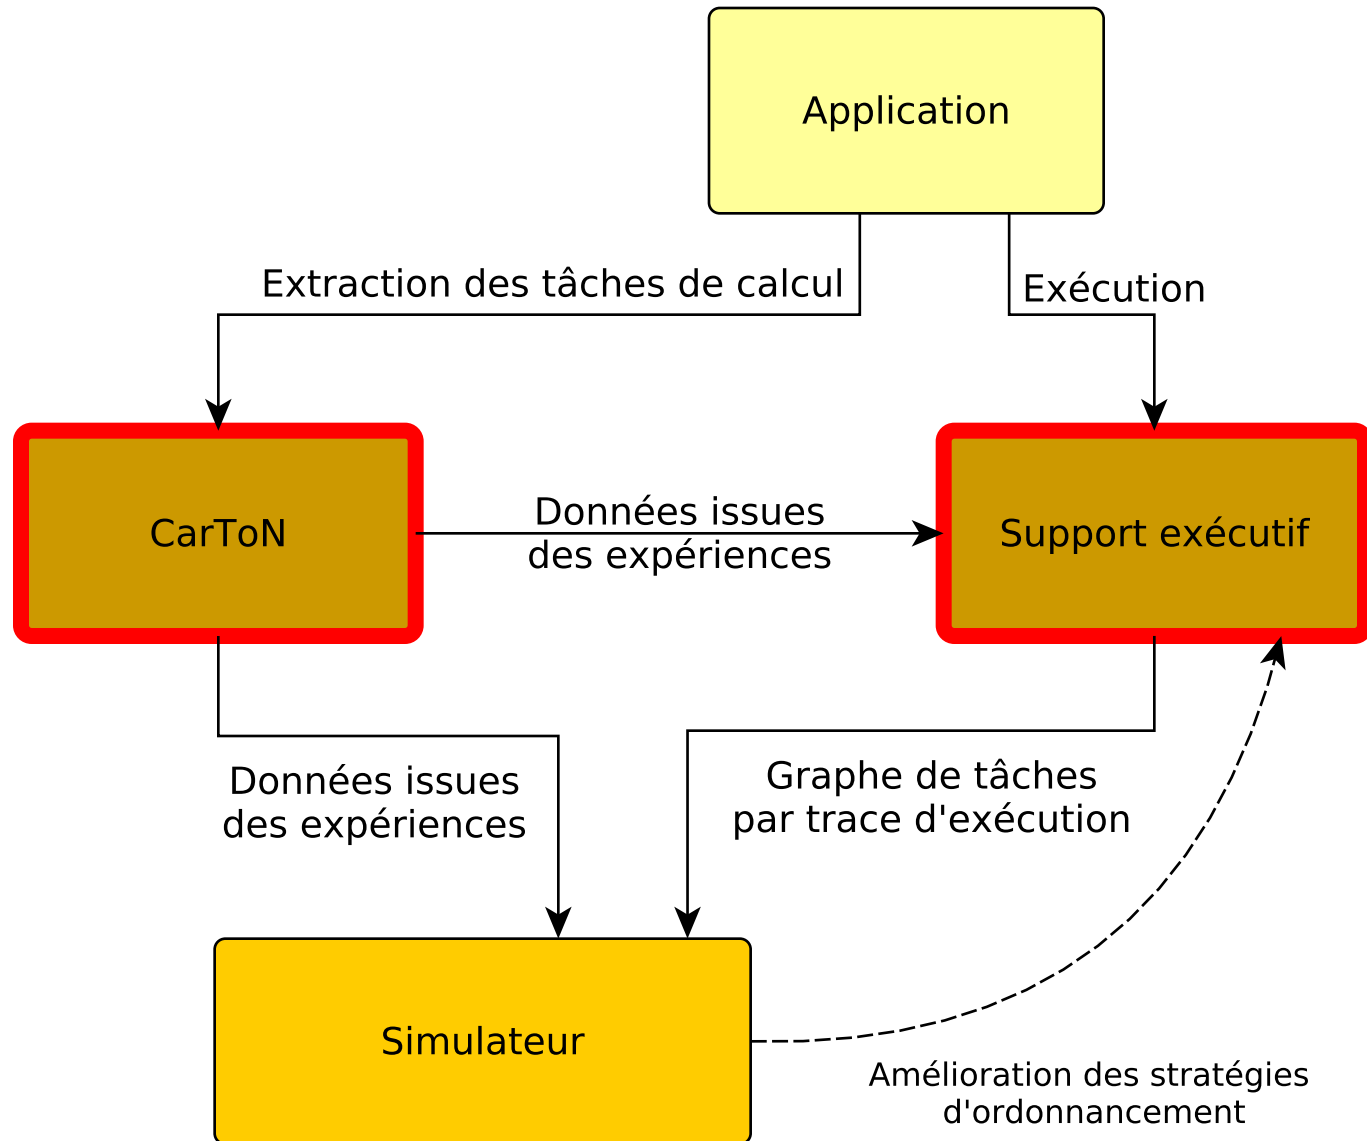 Application
Extraction des tâches de calcul
Exécution
CarToN
Données issues
des expériences
Support exécutif
Données issues
des expériences
Graphe de tâches
par trace d'exécution
Simulateur
Amélioration des stratégies
d'ordonnancement